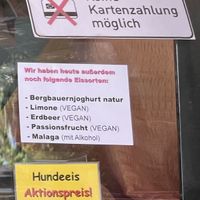 Kartenzahlung
möglich
Wir haben heute außerdem
noch folgende Eissorten:
- Bergbauernjoghurt natur
- Limone (VEGAN)
- Erdbeer (VEGAN)
- Passionsfrucht (VEGAN)
- Malaga (mit Alkohol)
Hundeeis
Aktionspreis!